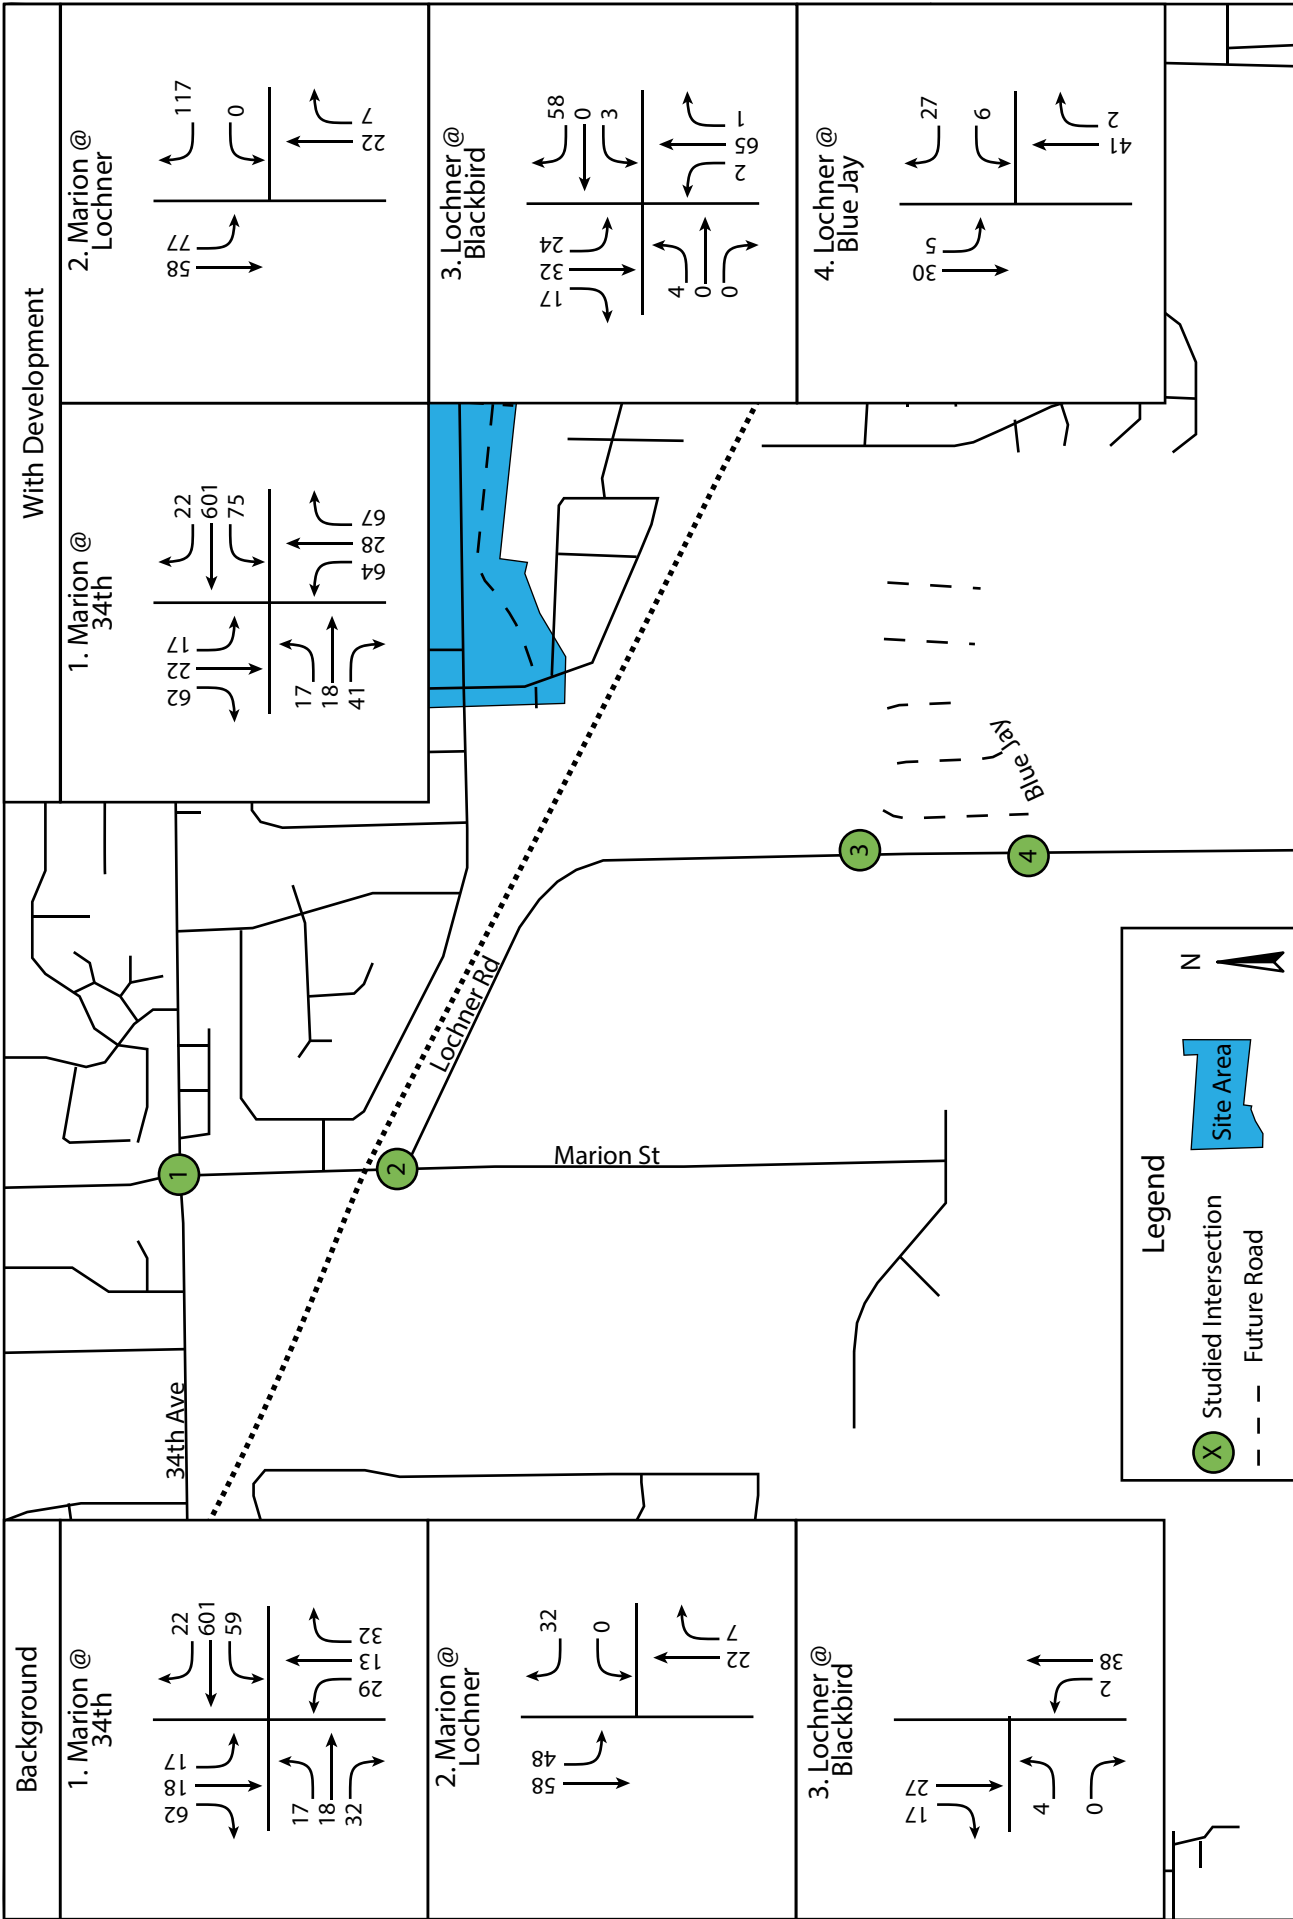 Background
1. Marion @
34th
62
18
17
22
601
59
17
18
32
29
13
32
2. Marion @
Lochner
58
48
32
0
22
7
3. Lochner @
Blackbird
17
27
4
0
2
38
With Development
1. Marion @
34th
62
22
17
22
601
75
17
18
41
64
28
67
2. Marion @
Lochner
58
77
117
0
22
7
3. Lochner @
Blackbird
17
32
24
58
0
3
4
0
0
2
65
1
4. Lochner @
Blue Jay
30
5
27
6
41
2
34th Ave
1
2
Lochner Rd
Marion St
3
4
Blue Jay
Legend
N
X Studied Intersection
Site Area
Future Road